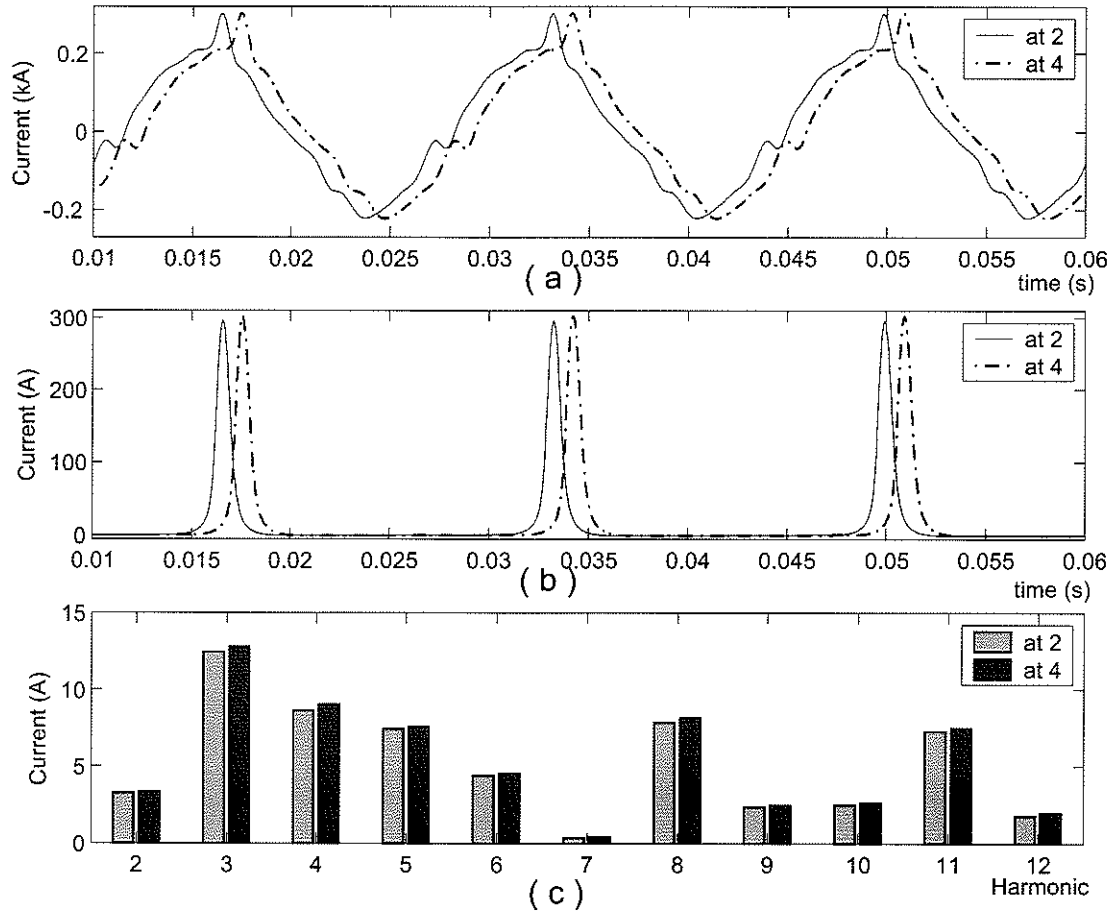 Current (kA)
0.2
0
-0.2
at 2
at 4
0.01 0.015 0.02 0.025 0.03 0.035 0.04 0.045 0.05 0.055 0.06
( a )
time (s)
Current (A)
300
200
100
0
at 2
at 4
0.01 0.015 0.02 0.025 0.03 0.035 0.04 0.045 0.05 0.055 0.06
( b )
time (s)
Current (A)
15
10
5
0
at 2
at 4
2 3 4 5 6 7 8 9 10 11 12
( c )
Harmonic